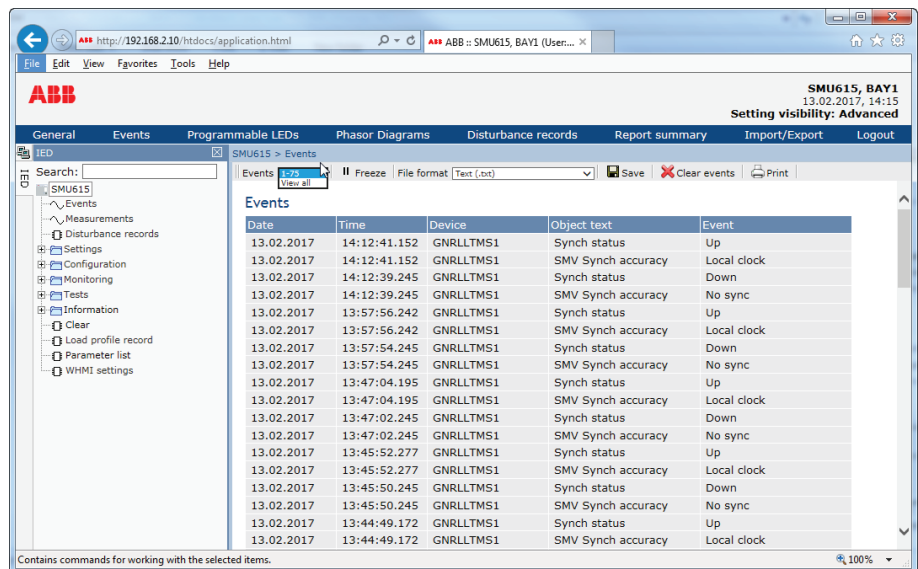 ABB http://192.168.2.10/htdocs/application.html
ABB ABB :: SMU615, BAY1 (User:...
File Edit View Favorites Tools Help
ABB
SMU615, BAY1
13.02.2017, 14:15
Setting visibility: Advanced
General Events Programmable LEDs Phasor Diagrams Disturbance records Report summary Import/Export Logout
IED
SMU615 > Events
IED
Search:
Events 1-75 Freeze File format Text (.txt) Save Clear events Print
View all
SMU615
Events
Measurements
Disturbance records
Settings
Configuration
Monitoring
Tests
Information
Clear
Load profile record
Parameter list
WHMI settings
Events
Date Time Device Object text Event
13.02.2017 14:12:41.152 GNRLLTMS1 Synch status Up
13.02.2017 14:12:41.152 GNRLLTMS1 SMV Synch accuracy Local clock
13.02.2017 14:12:39.245 GNRLLTMS1 Synch status Down
13.02.2017 14:12:39.245 GNRLLTMS1 SMV Synch accuracy No sync
13.02.2017 13:57:56.242 GNRLLTMS1 Synch status Up
13.02.2017 13:57:56.242 GNRLLTMS1 SMV Synch accuracy Local clock
13.02.2017 13:57:54.245 GNRLLTMS1 Synch status Down
13.02.2017 13:57:54.245 GNRLLTMS1 SMV Synch accuracy No sync
13.02.2017 13:47:04.195 GNRLLTMS1 Synch status Up
13.02.2017 13:47:04.195 GNRLLTMS1 SMV Synch accuracy Local clock
13.02.2017 13:47:02.245 GNRLLTMS1 Synch status Down
13.02.2017 13:47:02.245 GNRLLTMS1 SMV Synch accuracy No sync
13.02.2017 13:45:52.277 GNRLLTMS1 Synch status Up
13.02.2017 13:45:52.277 GNRLLTMS1 SMV Synch accuracy Local clock
13.02.2017 13:45:50.245 GNRLLTMS1 Synch status Down
13.02.2017 13:45:50.245 GNRLLTMS1 SMV Synch accuracy No sync
13.02.2017 13:44:49.172 GNRLLTMS1 Synch status Up
13.02.2017 13:44:49.172 GNRLLTMS1 SMV Synch accuracy Local clock
Contains commands for working with the selected items.
100%